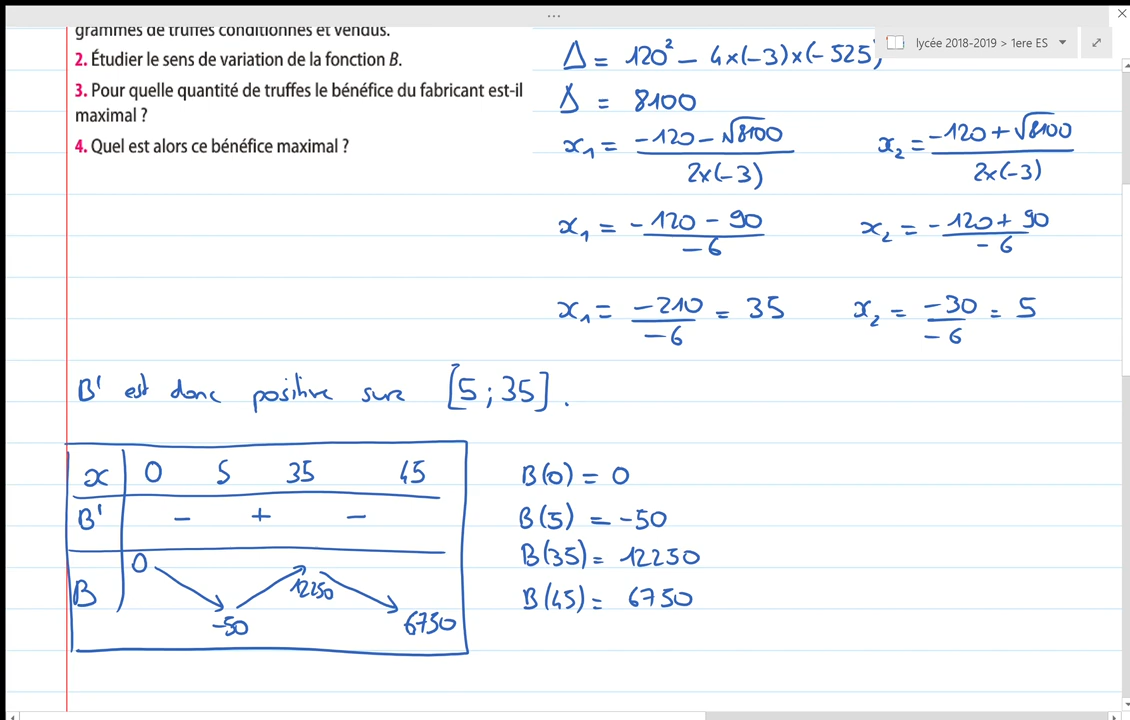 grammes de truffes conditionnés et vendus.
2. Étudier le sens de variation de la fonction B.
3. Pour quelle quantité de truffes le bénéfice du fabricant est-il
maximal ?
4. Quel est alors ce bénéfice maximal ?
lycée 2018-2019 > 1ere ES
Δ = 120² - 4×(-3)×(-525)
Δ = 8100
x₁ = (-120 - √8100)/(2×(-3)) x₂ = (-120 + √8100)/(2×(-3))
x₁ = (-120 - 90)/(-6) x₂ = (-120 + 90)/(-6)
x₁ = (-210)/(-6) = 35 x₂ = (-30)/(-6) = 5
B' est donc positive sur [5 ; 35].
x 0 5 35 45
B' - + -
B 0 -50 12250 6750
B(0) = 0
B(5) = -50
B(35) = 12250
B(45) = 6750